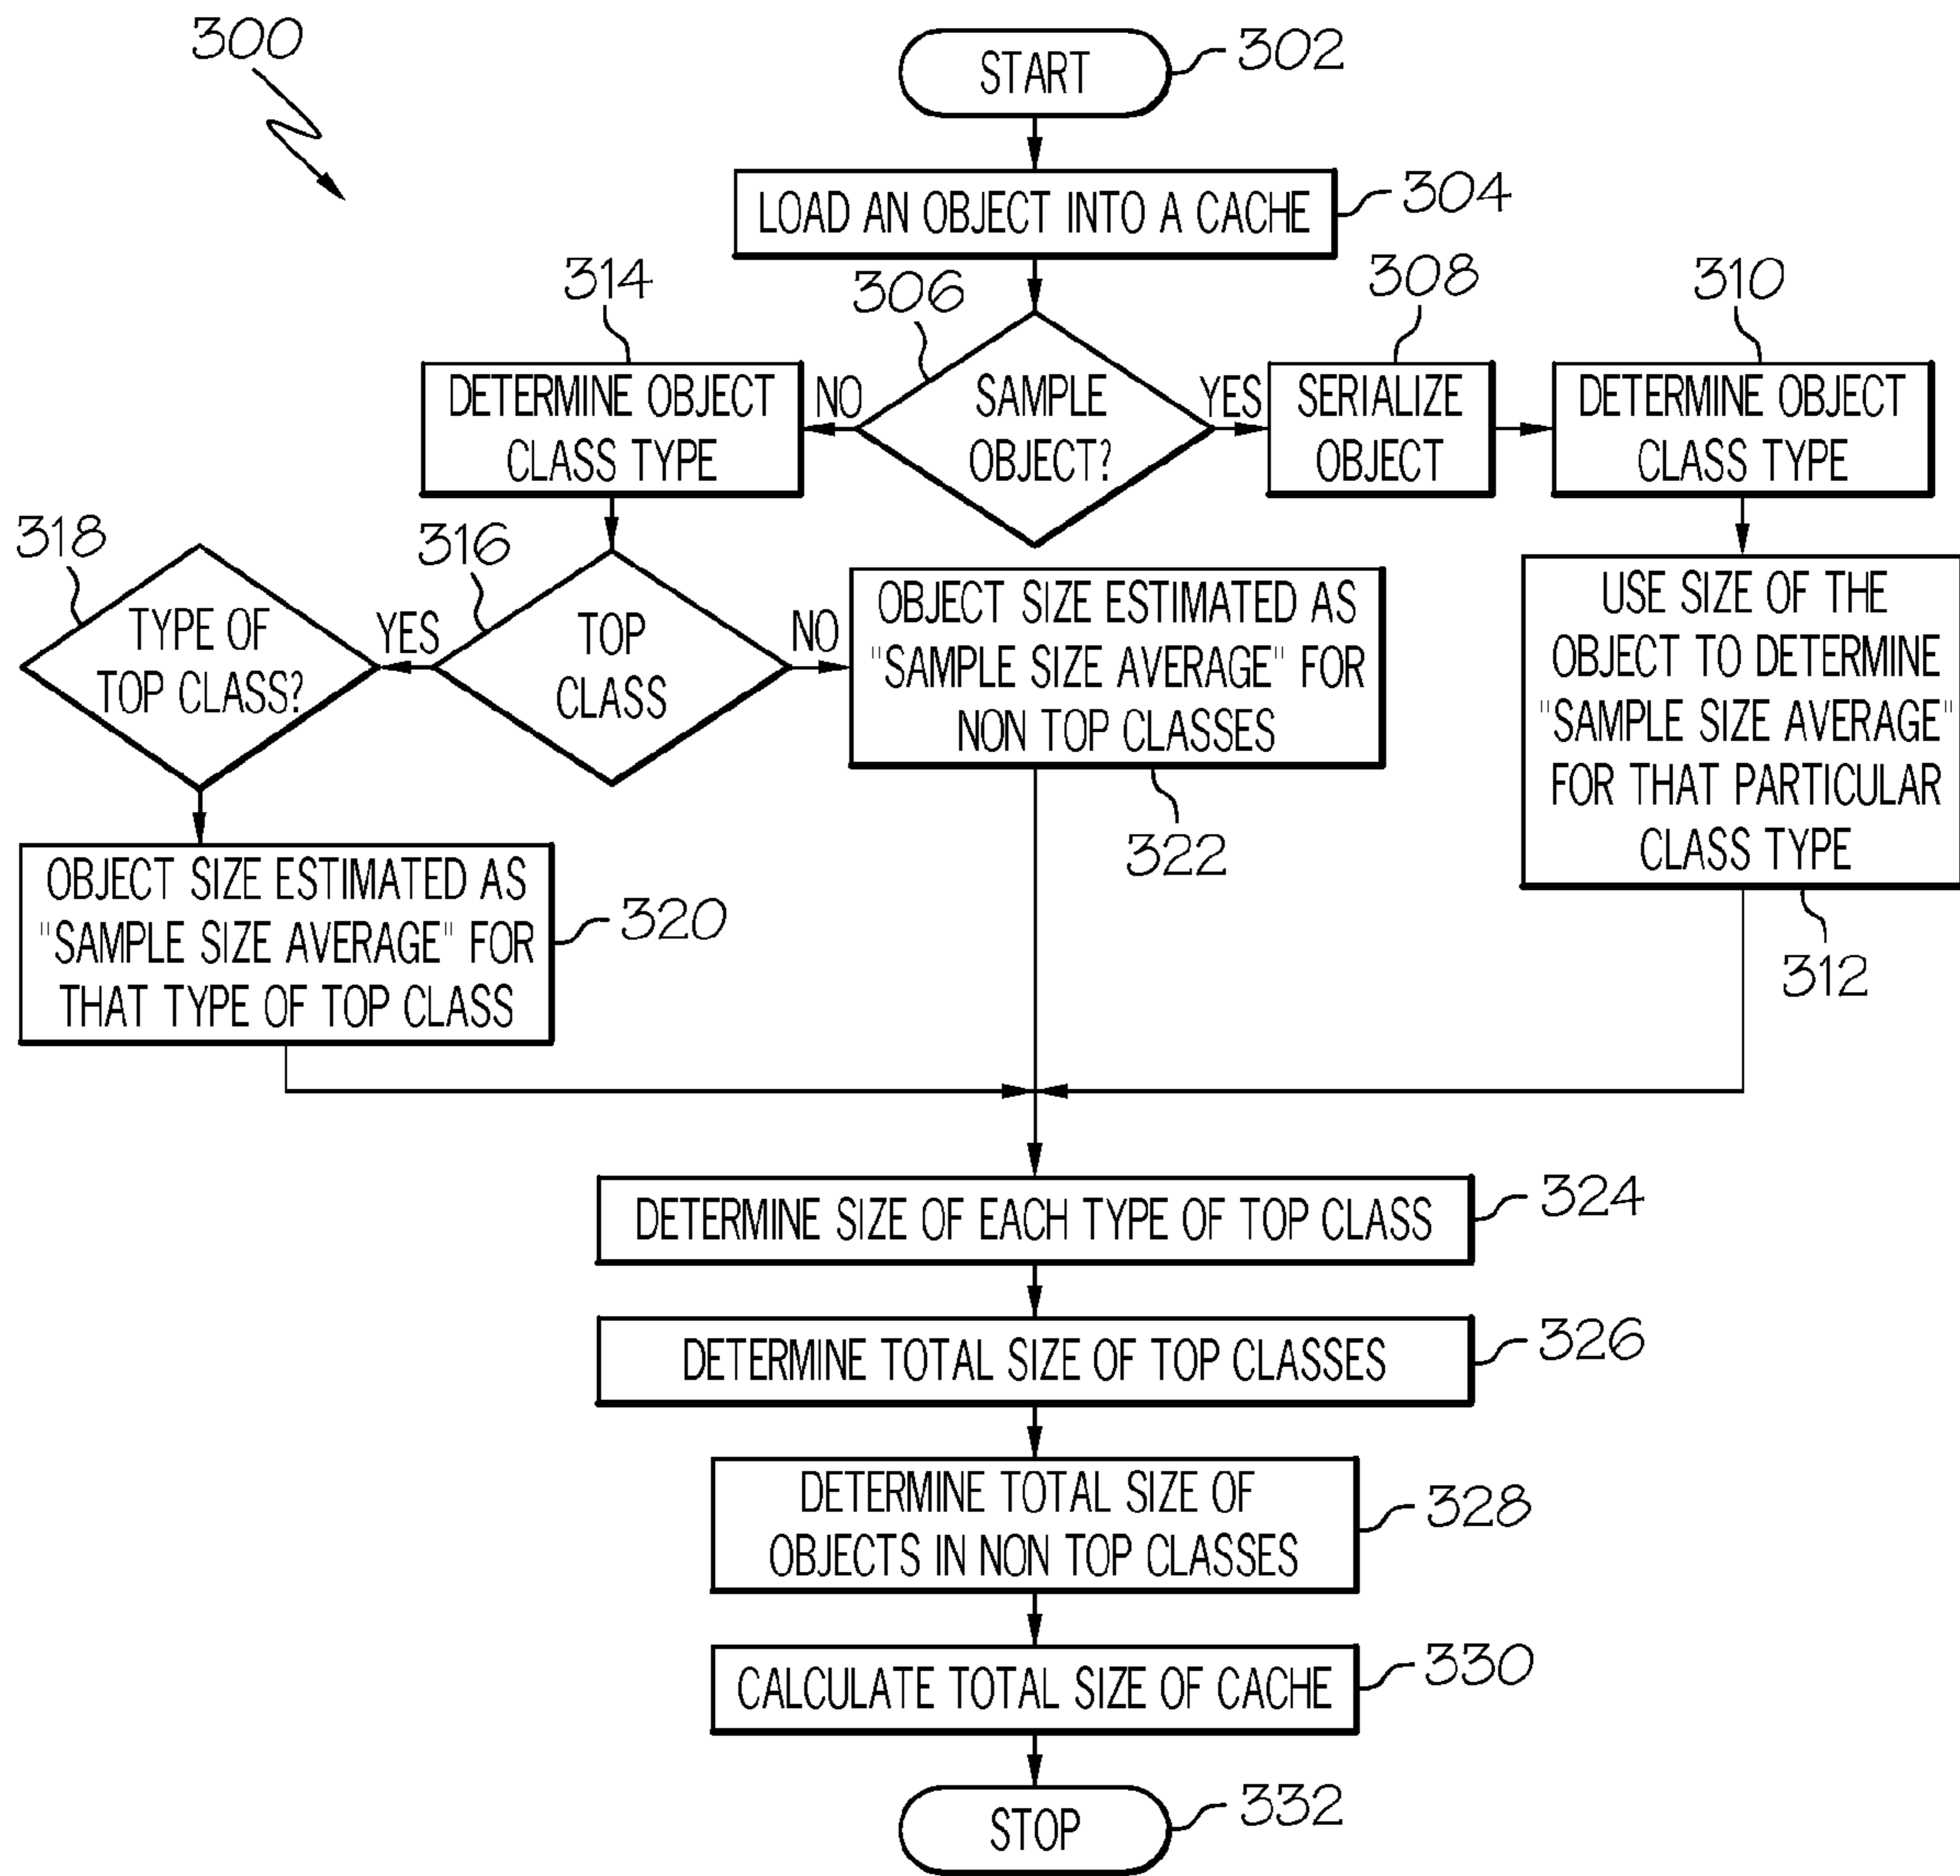 300
START
302
LOAD AN OBJECT INTO A CACHE
304
314
306
308
310
DETERMINE OBJECT
CLASS TYPE
NO
SAMPLE
OBJECT?
YES
SERIALIZE
OBJECT
DETERMINE OBJECT
CLASS TYPE
318
TYPE OF
TOP CLASS?
YES
316
TOP
CLASS
NO
OBJECT SIZE ESTIMATED AS
"SAMPLE SIZE AVERAGE" FOR
NON TOP CLASSES
322
USE SIZE OF THE
OBJECT TO DETERMINE
"SAMPLE SIZE AVERAGE"
FOR THAT PARTICULAR
CLASS TYPE
312
OBJECT SIZE ESTIMATED AS
"SAMPLE SIZE AVERAGE" FOR
THAT TYPE OF TOP CLASS
320
DETERMINE SIZE OF EACH TYPE OF TOP CLASS
324
DETERMINE TOTAL SIZE OF TOP CLASSES
326
DETERMINE TOTAL SIZE OF
OBJECTS IN NON TOP CLASSES
328
CALCULATE TOTAL SIZE OF CACHE
330
STOP
332